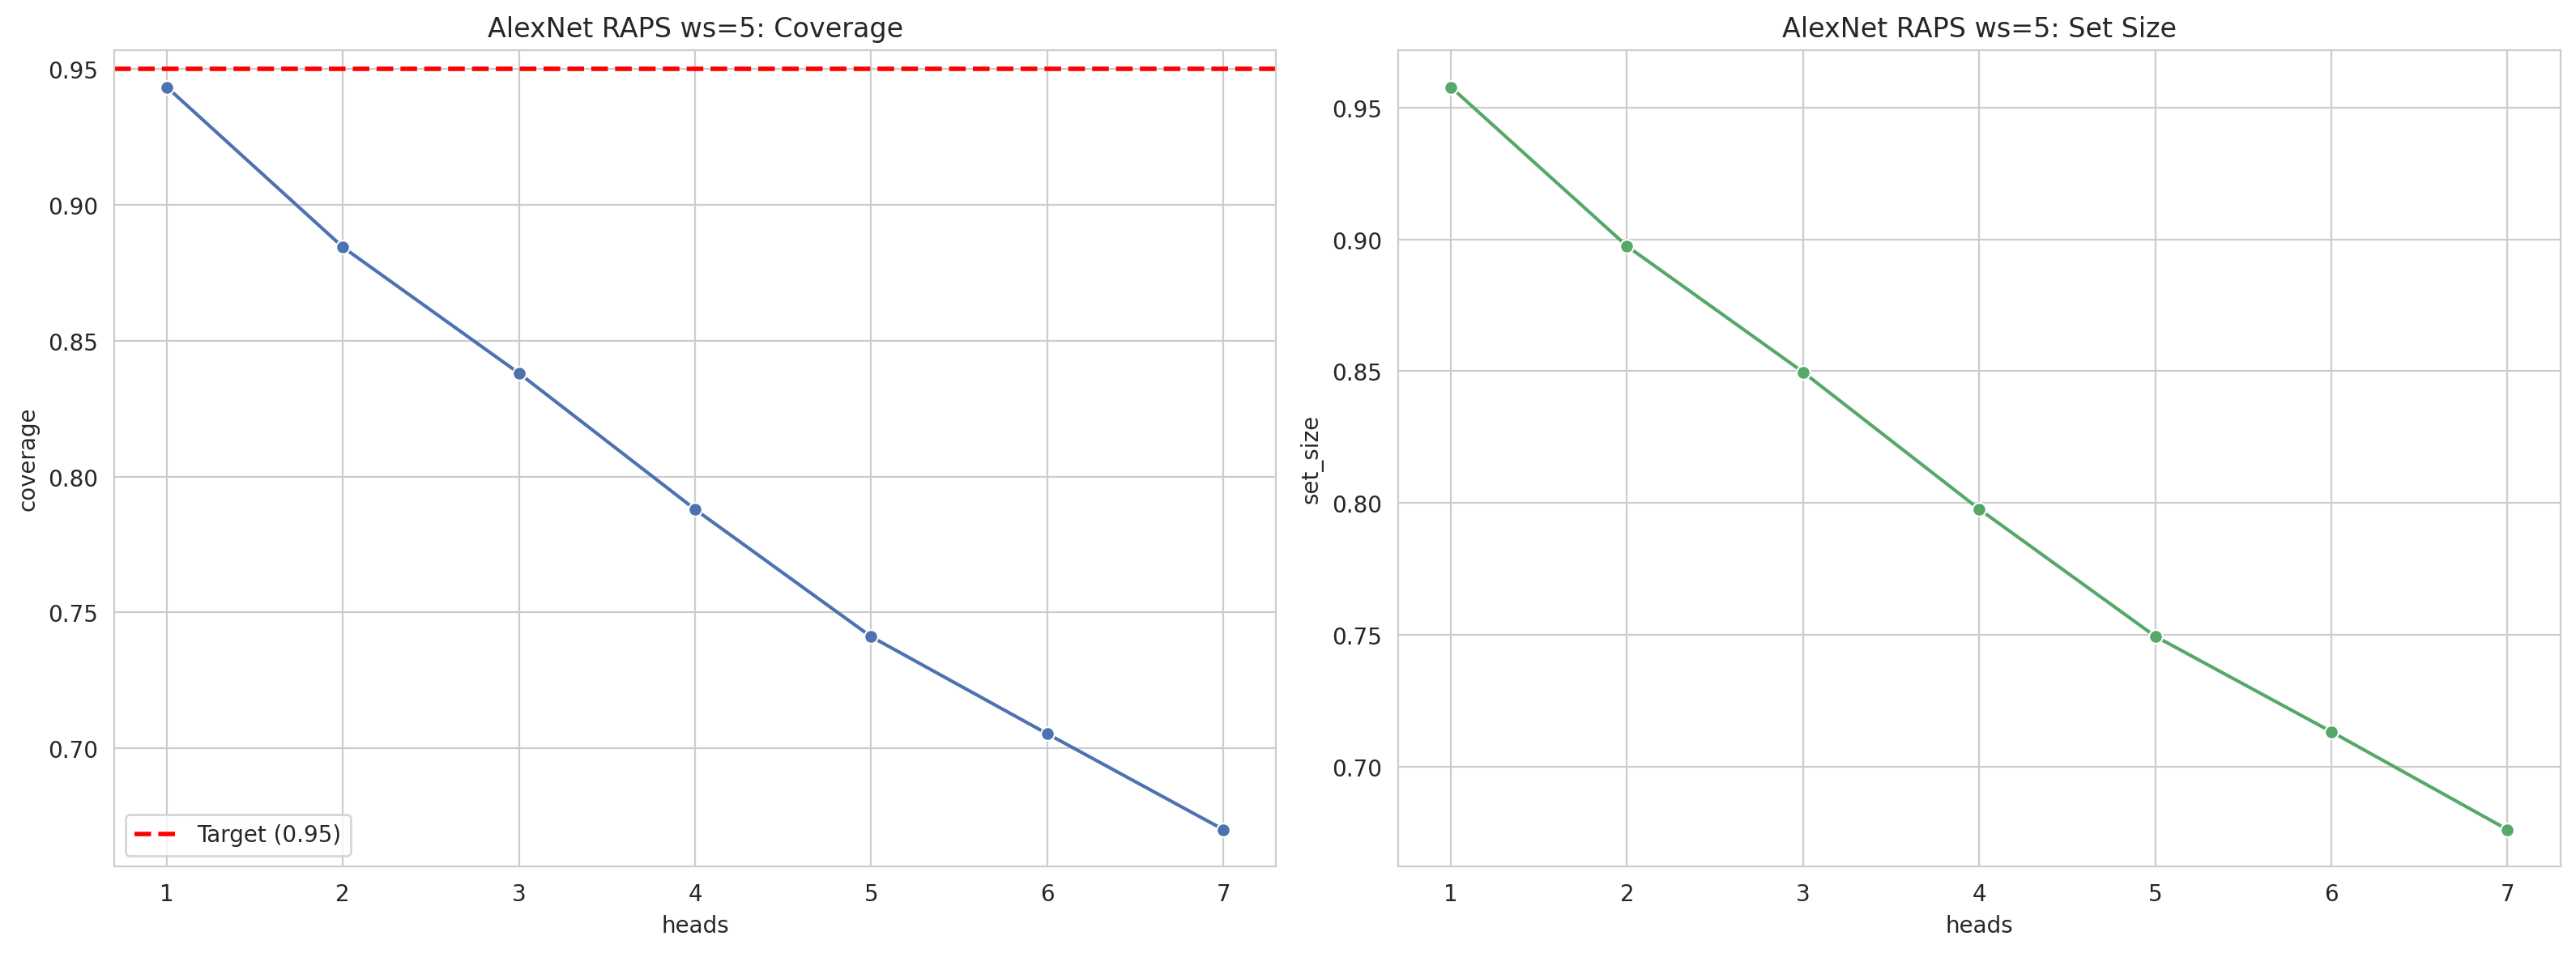 AlexNet RAPS ws=5: Coverage
0.95
0.90
0.85
0.80
0.75
0.70
coverage
Target (0.95)
1 2 3 4 5 6 7
heads
AlexNet RAPS ws=5: Set Size
0.95
0.90
0.85
0.80
0.75
0.70
set_size
1 2 3 4 5 6 7
heads